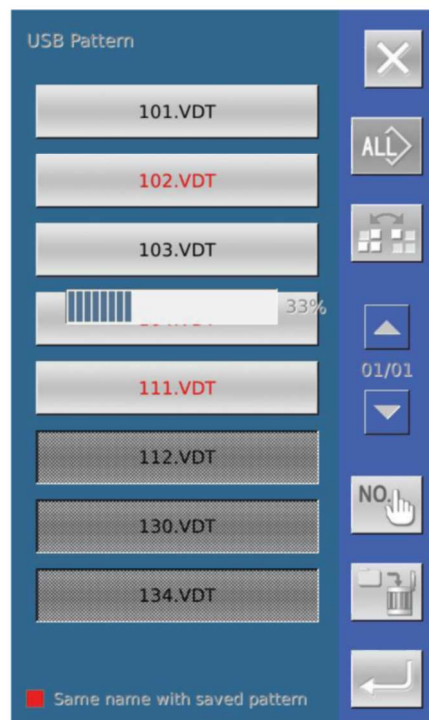 USB Pattern
101.VDT
ALL
102.VDT
103.VDT
33%
01/01
111.VDT
112.VDT
NO.
130.VDT
134.VDT
Same name with saved pattern